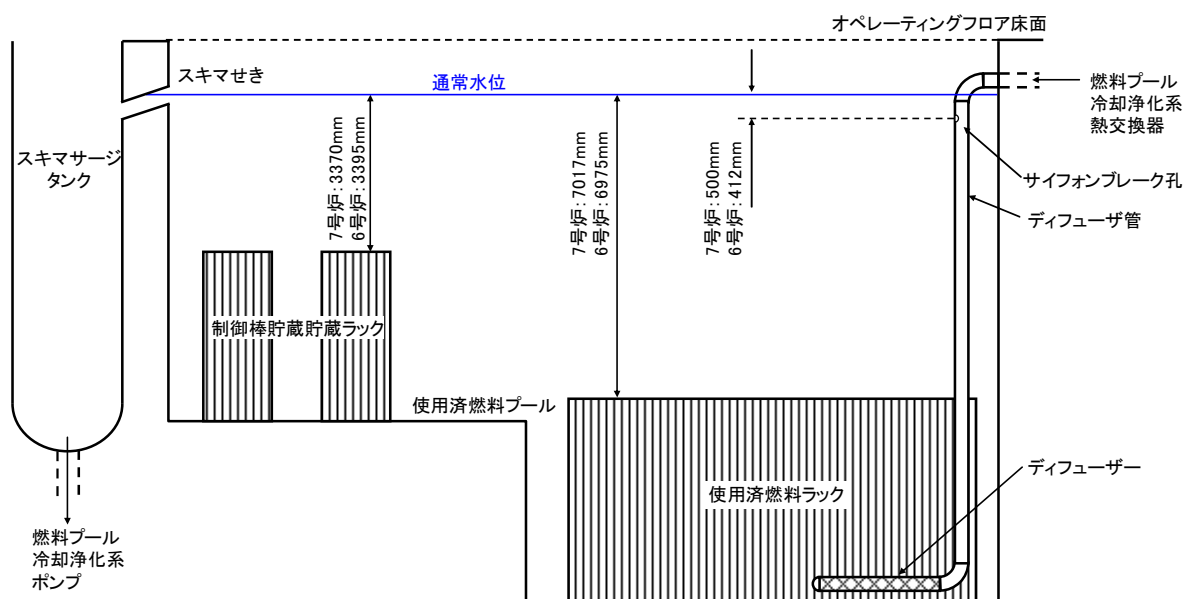 オペレーティングフロア床面
スキマせき
通常水位
燃料プール
冷却浄化系
熱交換器
スキマサージ
タンク
7号炉:3370mm
6号炉:3395mm
7号炉:7017mm
6号炉:6975mm
7号炉:500mm
6号炉:412mm
サイフォンブレーク孔
ディフューザ管
制御棒貯蔵貯蔵ラック
使用済燃料プール
ディフューザー
使用済燃料ラック
燃料プール
冷却浄化系
ポンプ